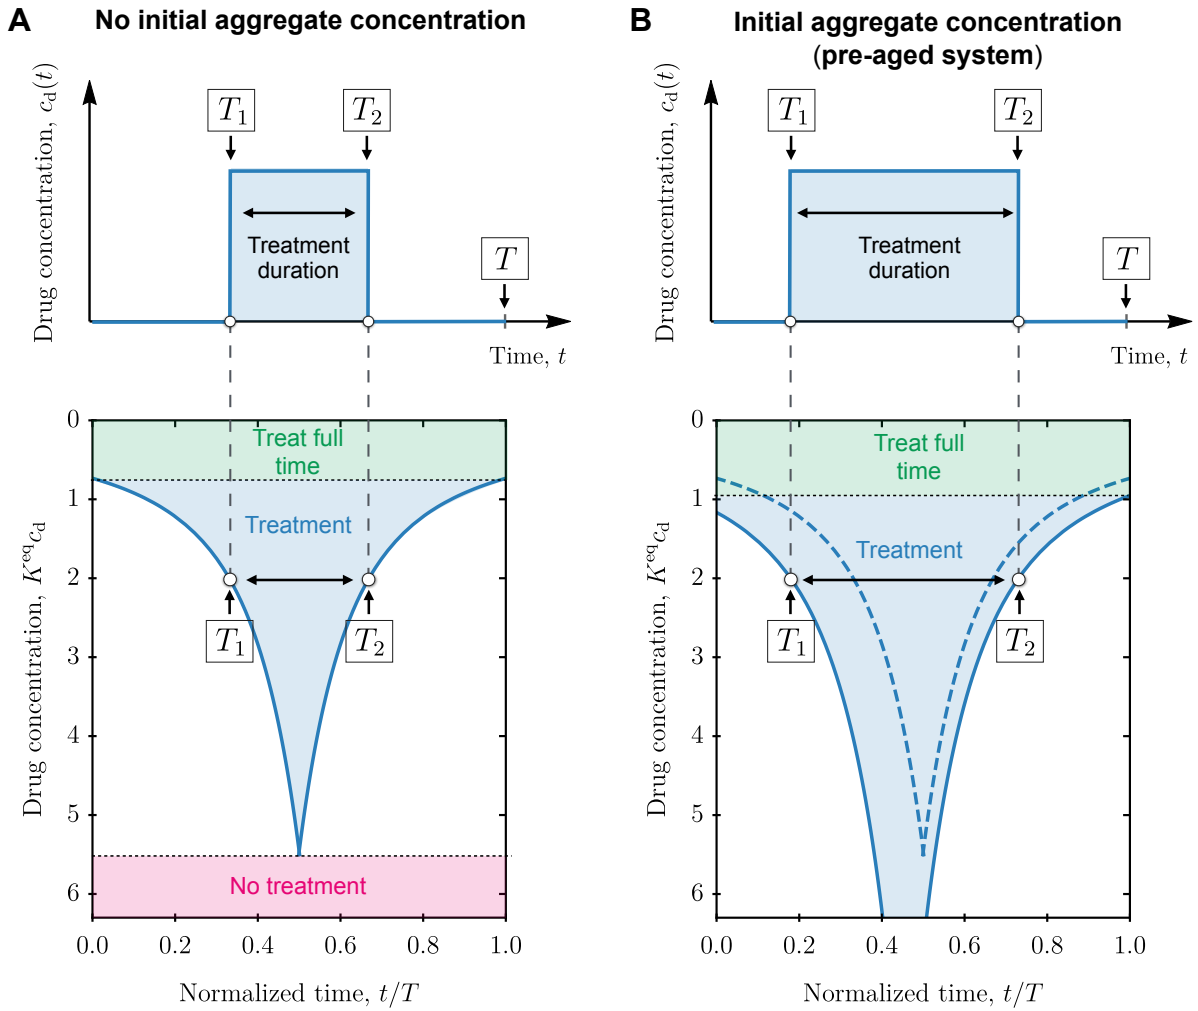 A
No initial aggregate concentration
Drug concentration, c_d(t)
T_1
T_2
Treatment
duration
T
Time, t
0
Treat full
time
1
Treatment
2
T_1
T_2
3
4
5
No treatment
6
Drug concentration, K^eq c_d
0.0 0.2 0.4 0.6 0.8 1.0
Normalized time, t/T
B
Initial aggregate concentration
(pre-aged system)
Drug concentration, c_d(t)
T_1
T_2
Treatment
duration
T
Time, t
0
Treat full
time
1
Treatment
2
T_1
T_2
3
4
5
6
Drug concentration, K^eq c_d
0.0 0.2 0.4 0.6 0.8 1.0
Normalized time, t/T